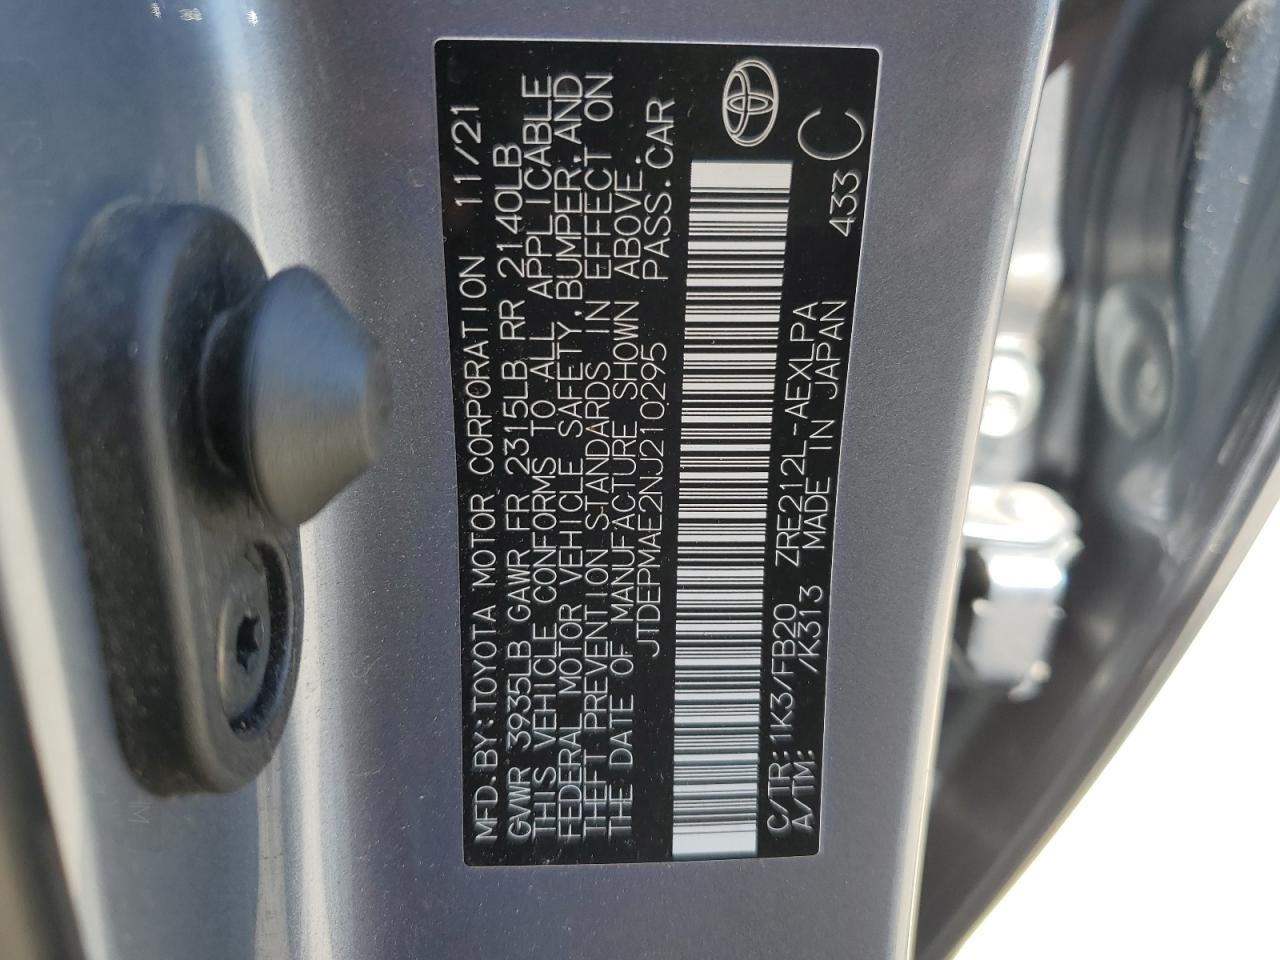 MFD.BY:TOYOTA MOTOR CORPORATION 11/21
GVWR 3935LB GAWR FR 2315LB RR 2140LB
THIS VEHICLE CONFORMS TO ALL APPLICABLE
FEDERAL MOTOR VEHICLE SAFETY,BUMPER,AND
THEFT PREVENTION STANDARDS IN EFFECT ON
THE DATE OF MANUFACTURE SHOWN ABOVE.
JTDEPMAE2NJ210295 PASS.CAR
C/TR:1K3/FB20 ZRE212L-AEXLPA 433 C
A/TM: /K313 MADE IN JAPAN